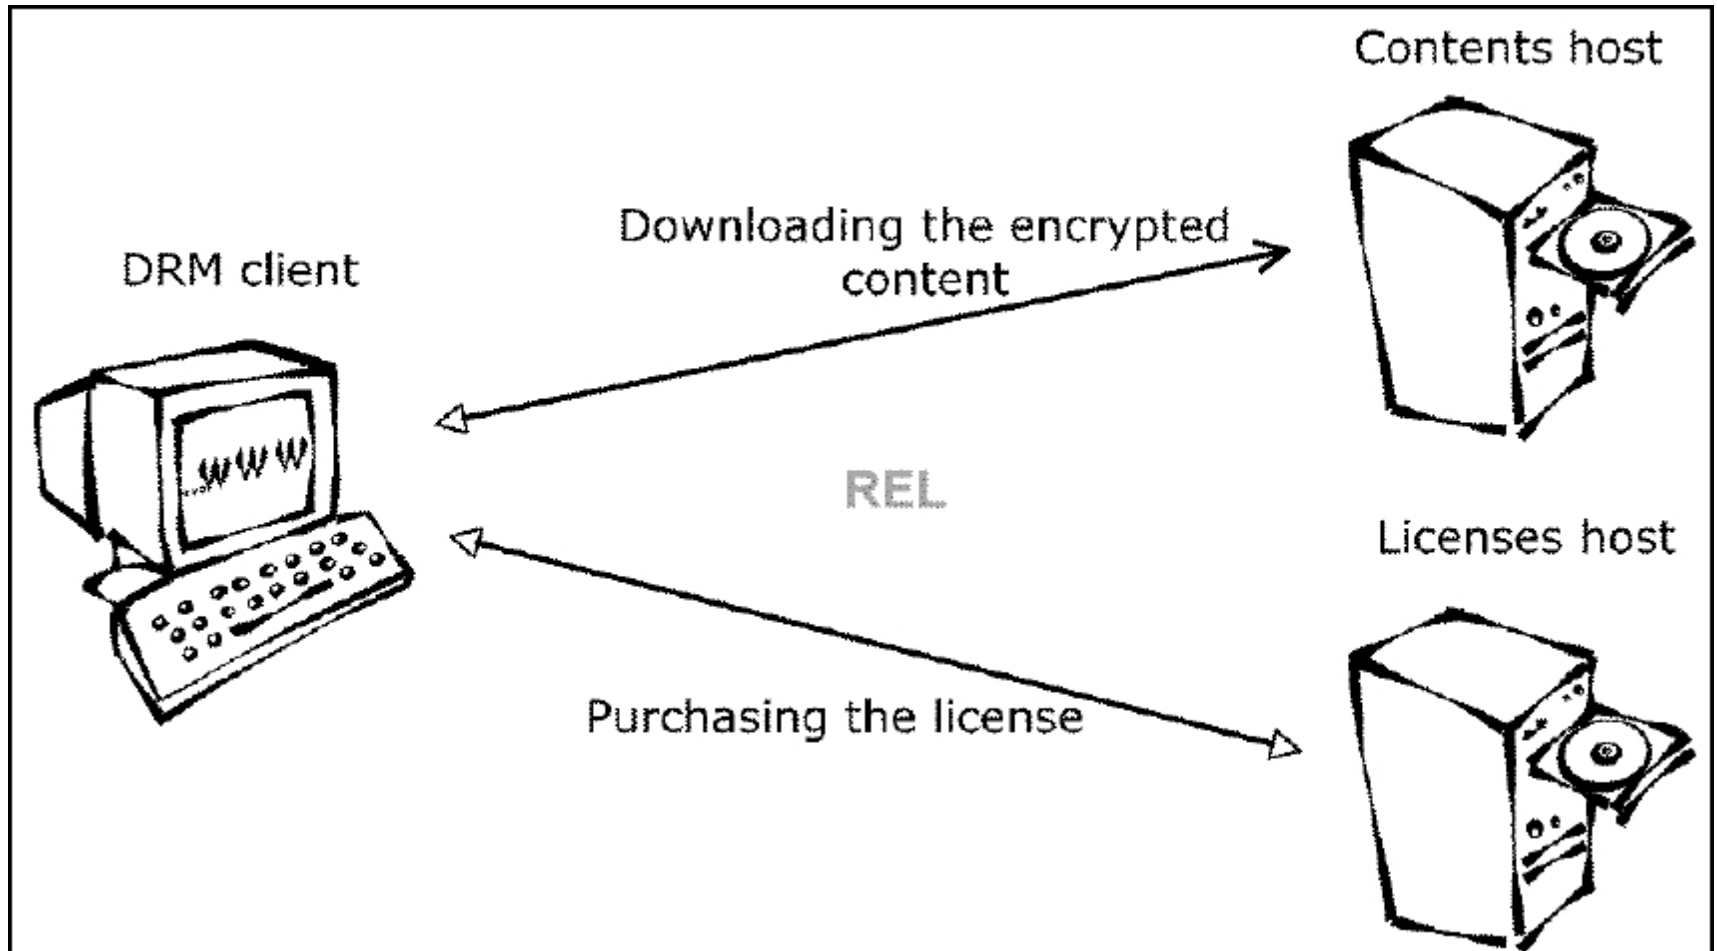 Contents host
Downloading the encrypted
content
DRM client
WWW
REL
Licenses host
Purchasing the license